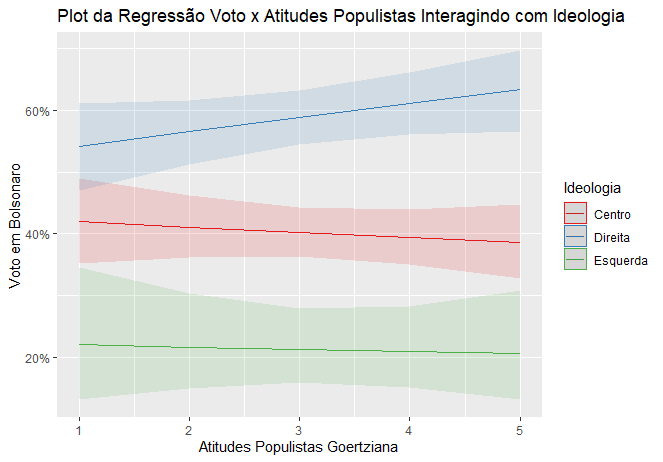 Plot da Regressão Voto x Atitudes Populistas Interagindo com Ideologia
Voto em Bolsonaro
60%
40%
20%
1 2 3 4 5
Atitudes Populistas Goertziana
Ideologia
Centro
Direita
Esquerda